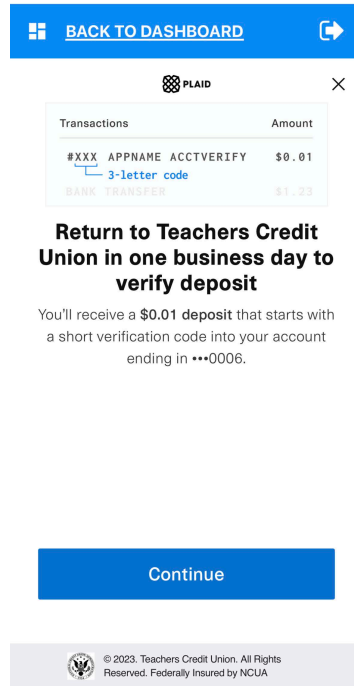 BACK TO DASHBOARD
PLAID
Transactions Amount
#XXX APPNAME ACCTVERIFY $0.01
3-letter code
BANK TRANSFER $1.23
Return to Teachers Credit
Union in one business day to
verify deposit
You'll receive a $0.01 deposit that starts with
a short verification code into your account
ending in •••0006.
Continue
© 2023. Teachers Credit Union. All Rights
Reserved. Federally Insured by NCUA